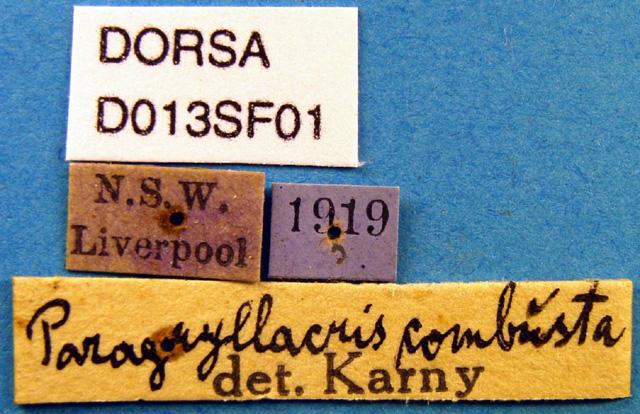 DORSA
D013SF01
N.S.W.
Liverpool
1919
Paragryllacris combusta
det. Karny